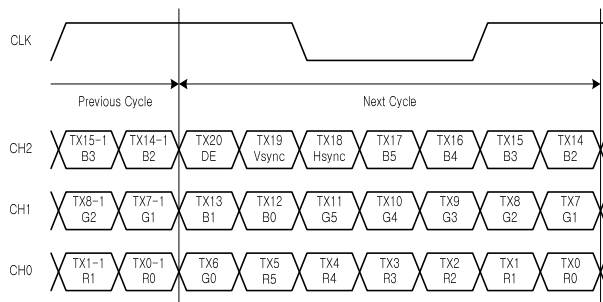 CLK
Previous Cycle Next Cycle
CH2 TX15-1 TX14-1 TX20 TX19 TX18 TX17 TX16 TX15 TX14
B3 B2 DE Vsync Hsync B5 B4 B3 B2
CH1 TX8-1 TX7-1 TX13 TX12 TX11 TX10 TX9 TX8 TX7
G2 G1 B1 B0 G5 G4 G3 G2 G1
CH0 TX1-1 TX0-1 TX6 TX5 TX4 TX3 TX2 TX1 TX0
R1 R0 G0 R5 R4 R3 R2 R1 R0